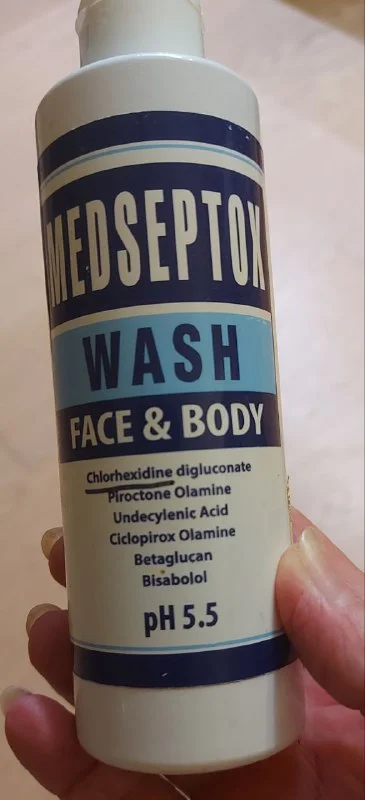 MEDSEPTOX
WASH
FACE & BODY
Chlorhexidine digluconate
Piroctone Olamine
Undecylenic Acid
Ciclopirox Olamine
Betaglucan
Bisabolol
pH 5.5